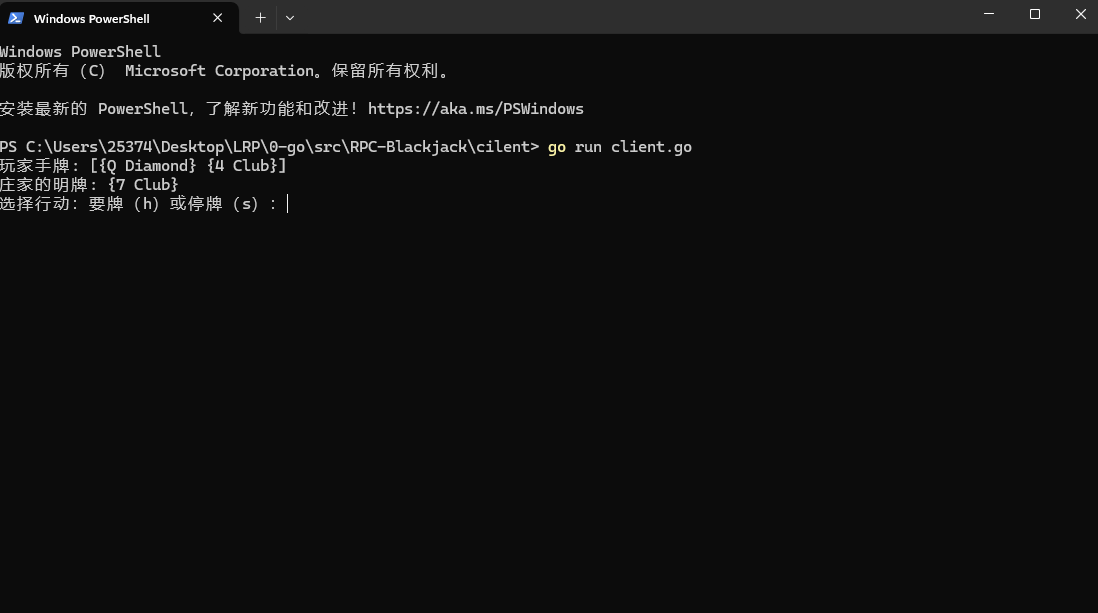 Windows PowerShell
Windows PowerShell
版权所有（C） Microsoft Corporation。保留所有权利。
安装最新的 PowerShell，了解新功能和改进！https://aka.ms/PSWindows
PS C:\Users\25374\Desktop\LRP\0-go\src\RPC-Blackjack\cilent> go run client.go
玩家手牌：[{Q Diamond} {4 Club}]
庄家的明牌：{7 Club}
选择行动：要牌（h）或停牌（s）：